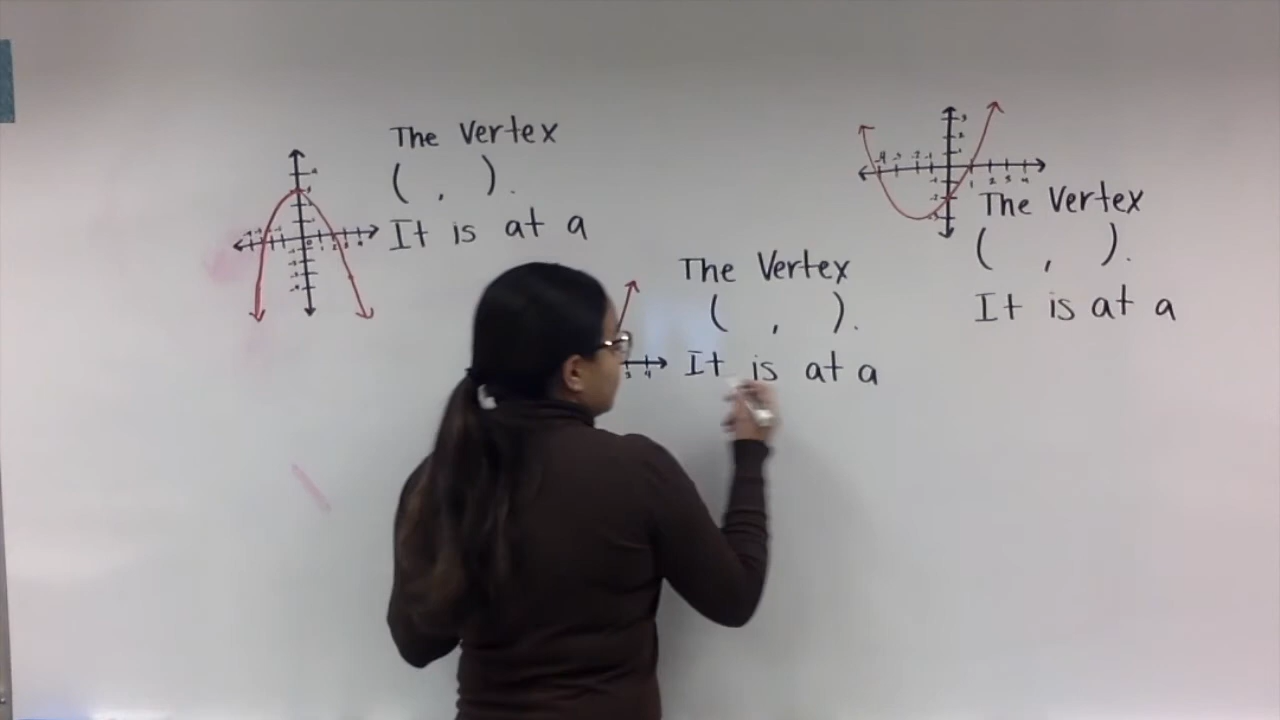 The Vertex
( , ).
It is at a
The Vertex
( , ).
It is at a
The Vertex
( , ).
It is at a